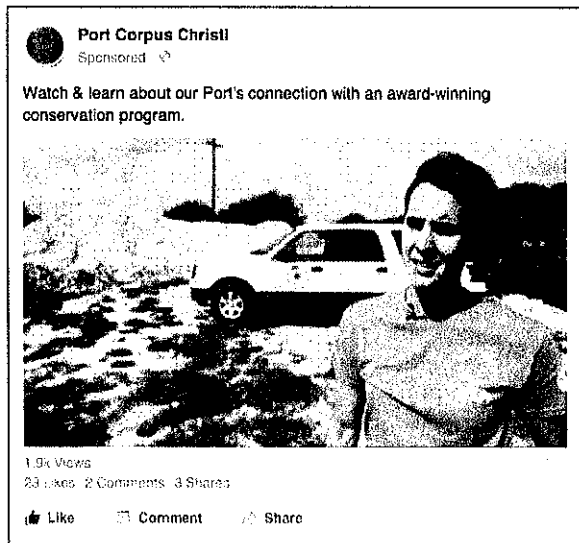 Port Corpus Christi
Sponsored
Watch & learn about our Port's connection with an award-winning
conservation program.
1.9k Views
23 Likes 2 Comments 3 Shares
Like Comment Share